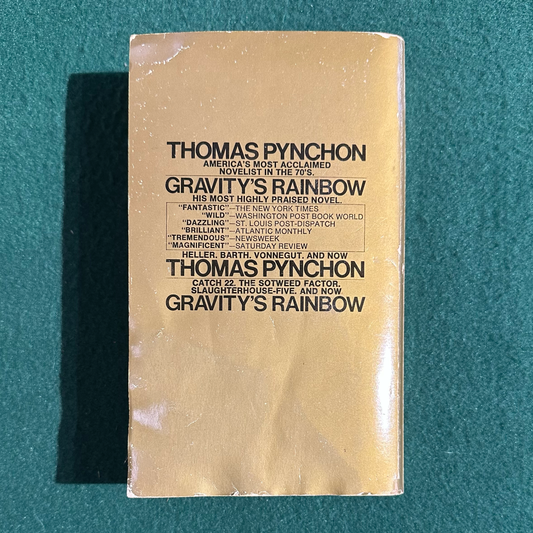 THOMAS PYNCHON
AMERICA'S MOST ACCLAIMED
NOVELIST IN THE 70'S.
GRAVITY'S RAINBOW
HIS MOST HIGHLY PRAISED NOVEL.
"FANTASTIC"—THE NEW YORK TIMES
"WILD"—WASHINGTON POST BOOK WORLD
"DAZZLING"—ST. LOUIS POST-DISPATCH
"BRILLIANT"—ATLANTIC MONTHLY
"TREMENDOUS"—NEWSWEEK
"MAGNIFICENT"—SATURDAY REVIEW
HELLER. BARTH. VONNEGUT. AND NOW
THOMAS PYNCHON
CATCH 22. THE SOTWEED FACTOR.
SLAUGHTERHOUSE-FIVE. AND NOW
GRAVITY'S RAINBOW